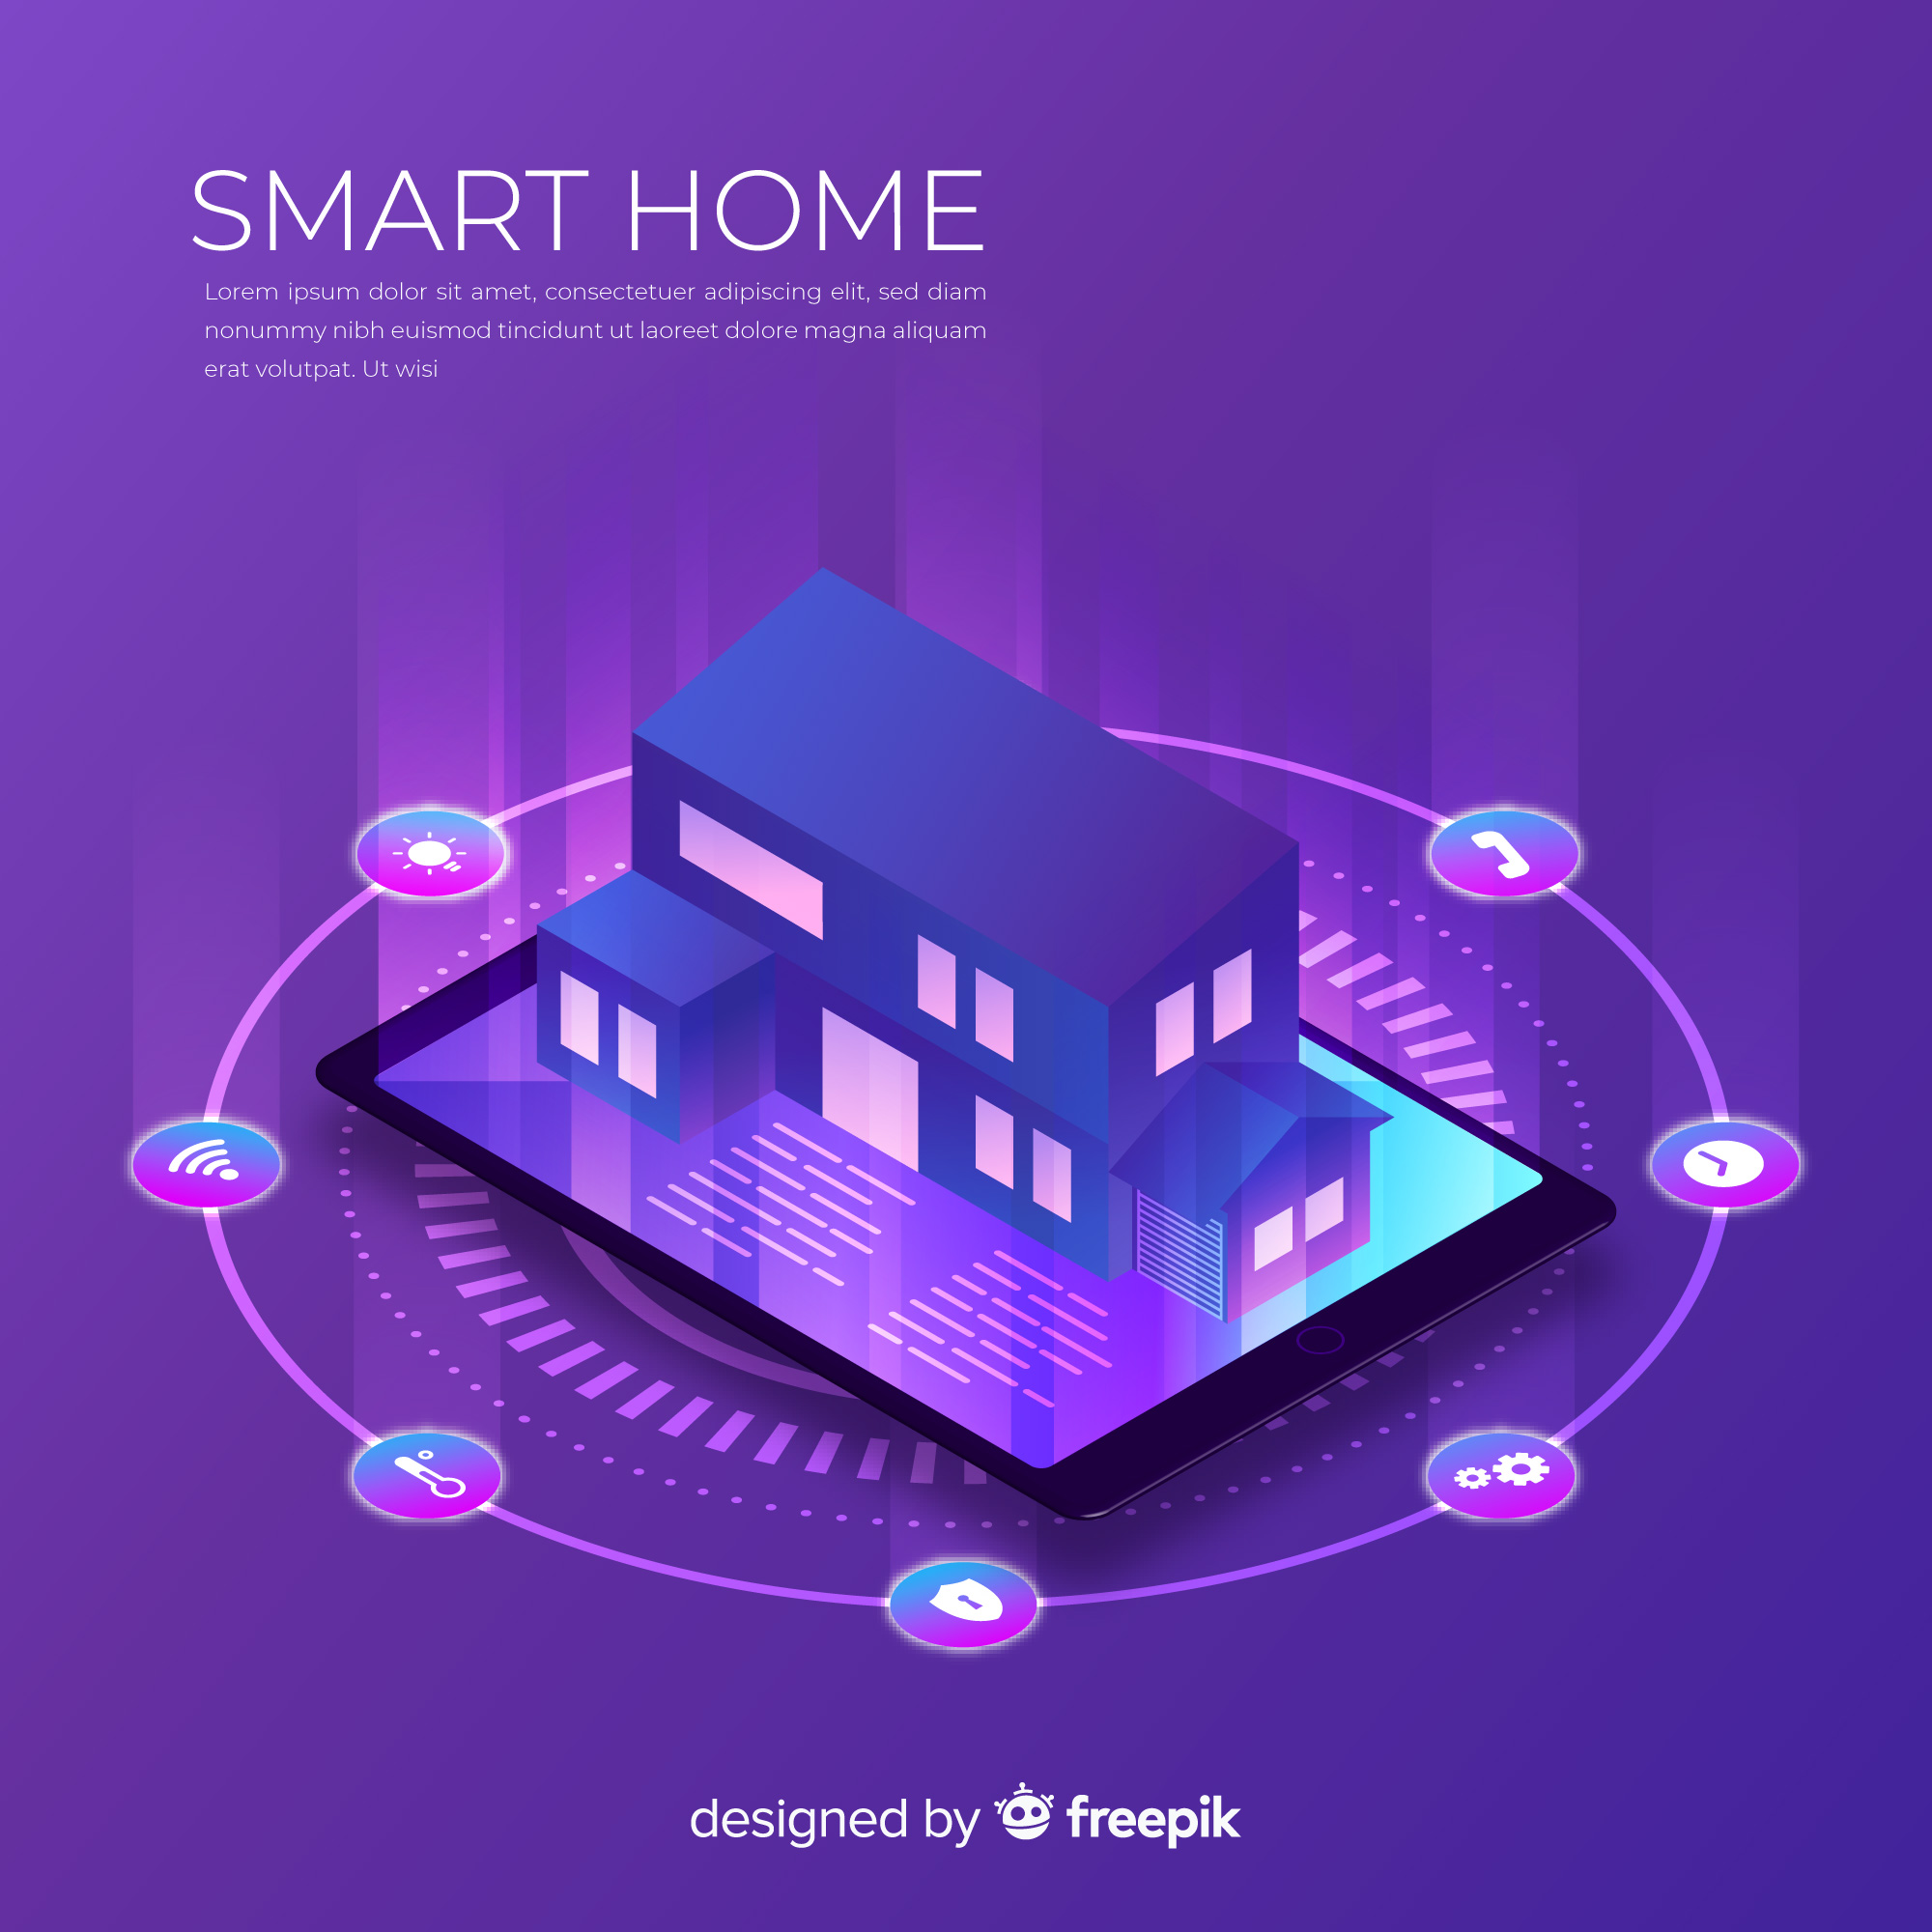 SMART HOME
Lorem ipsum dolor sit amet, consectetuer adipiscing elit, sed diam
nonummy nibh euismod tincidunt ut laoreet dolore magna aliquam
erat volutpat. Ut wisi
designed by freepik